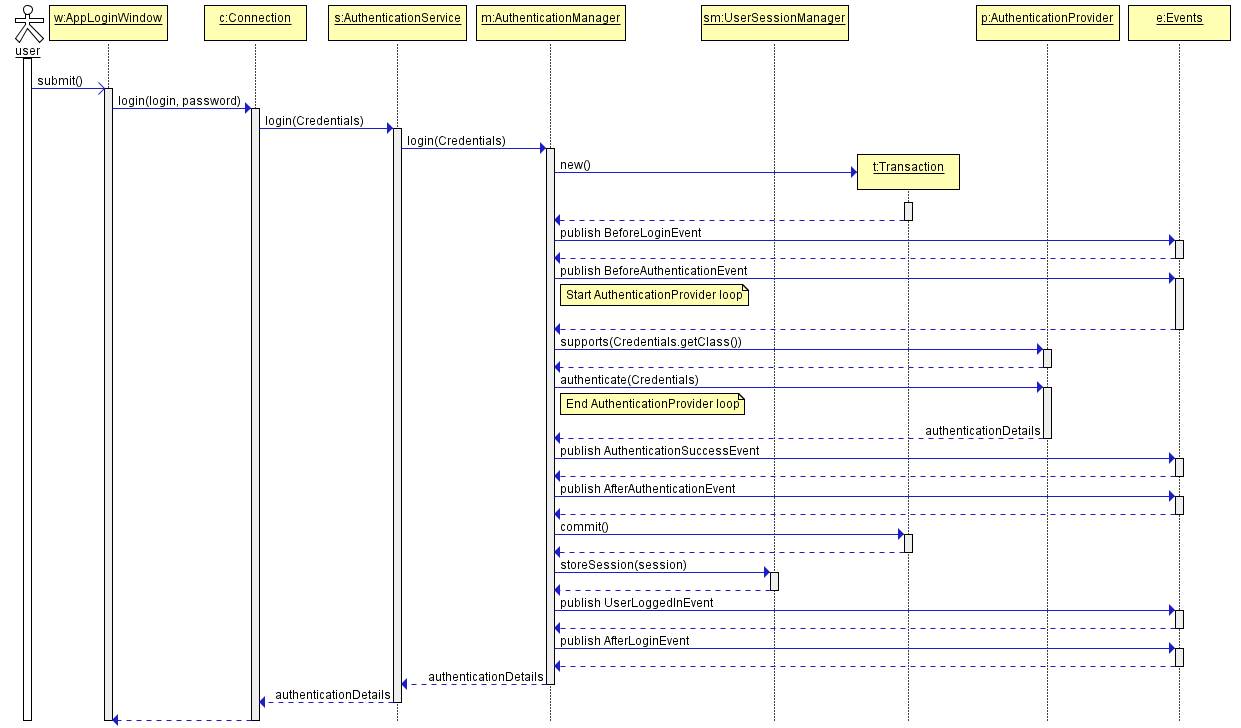 w:AppLoginWindow
c:Connection
s:AuthenticationService
m:AuthenticationManager
sm:UserSessionManager
p:AuthenticationProvider
e:Events
user
submit()
login(login, password)
login(Credentials)
login(Credentials)
new()
t:Transaction
publish BeforeLoginEvent
publish BeforeAuthenticationEvent
Start AuthenticationProvider loop
supports(Credentials.getClass())
authenticate(Credentials)
End AuthenticationProvider loop
authenticationDetails
publish AuthenticationSuccessEvent
publish AfterAuthenticationEvent
commit()
storeSession(session)
publish UserLoggedInEvent
publish AfterLoginEvent
authenticationDetails
authenticationDetails